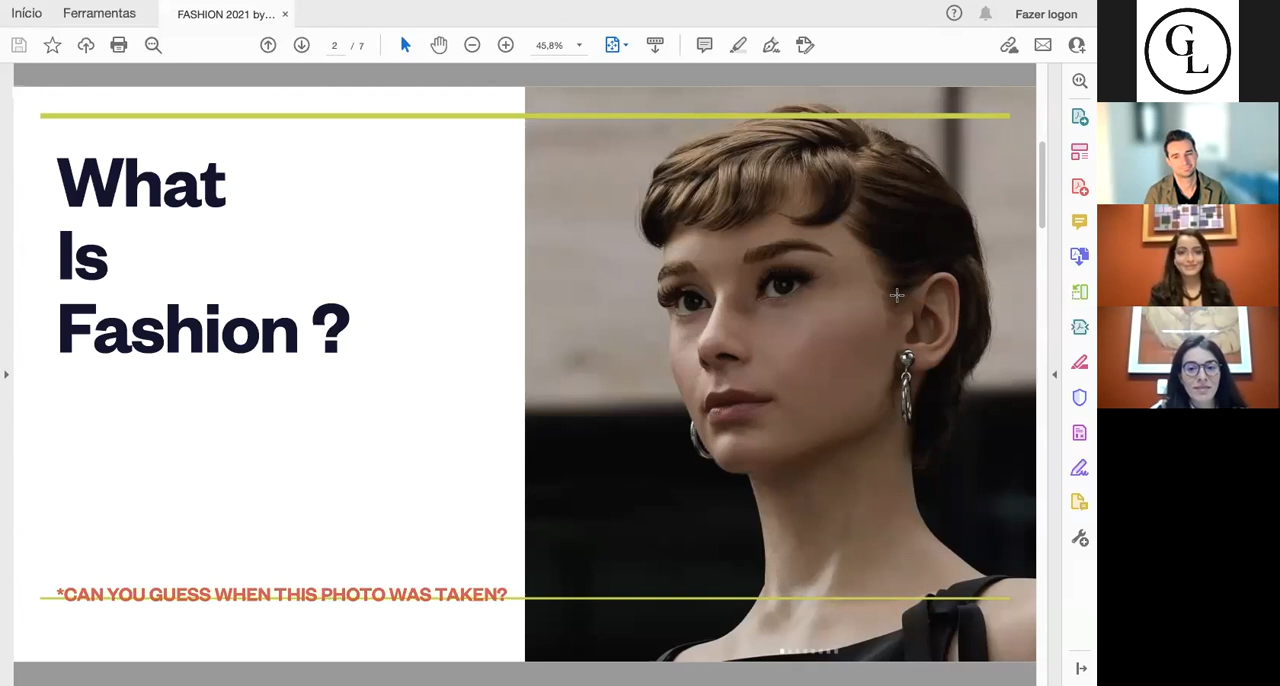 Início Ferramentas FASHION 2021 by... × Fazer logon
2 / 7 45,8%
GL
What
Is
Fashion ?
*CAN YOU GUESS WHEN THIS PHOTO WAS TAKEN?